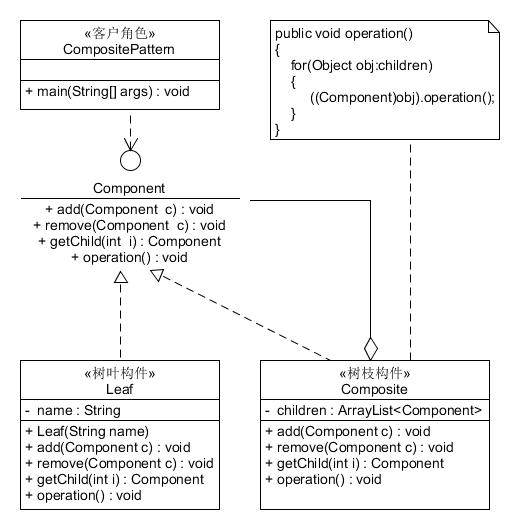 《客户角色》
CompositePattern
+ main(String[] args) : void
public void operation()
{
for(Object obj:children)
{
((Component)obj).operation();
}
}
Component
+ add(Component  c) : void
+ remove(Component  c) : void
+ getChild(int  i) : Component
+ operation() : void
《树叶构件》
Leaf
-  name : String
+ Leaf(String name)
+ add(Component c) : void
+ remove(Component c) : void
+ getChild(int i) : Component
+ operation() : void
《树枝构件》
Composite
-  children : ArrayList<Component>
+ add(Component c) : void
+ remove(Component c) : void
+ getChild(int i) : Component
+ operation() : void